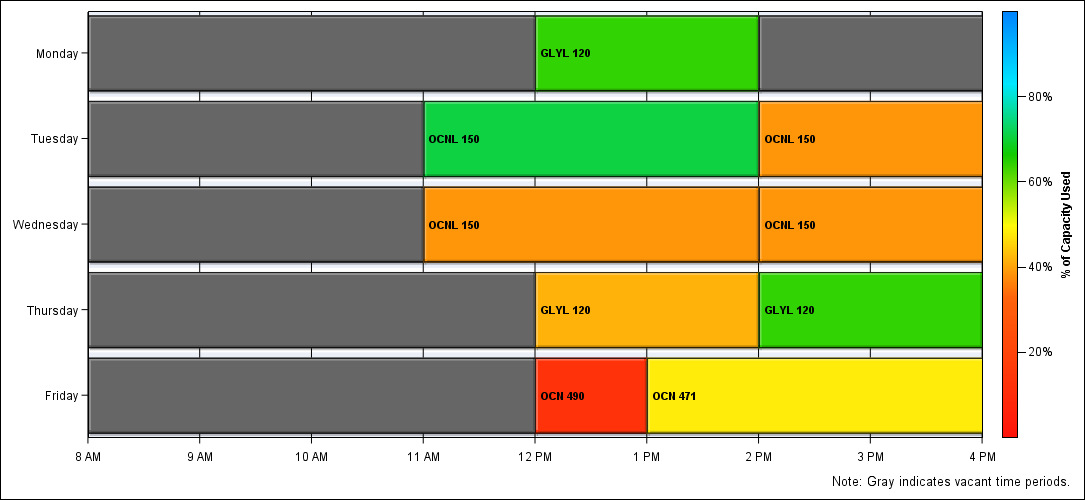 Monday
GLYL 120
Tuesday
OCNL 150
OCNL 150
Wednesday
OCNL 150
OCNL 150
Thursday
GLYL 120
GLYL 120
Friday
OCN 490
OCN 471
8 AM
9 AM
10 AM
11 AM
12 PM
1 PM
2 PM
3 PM
4 PM
80%
60%
40%
20%
% of Capacity Used
Note: Gray indicates vacant time periods.